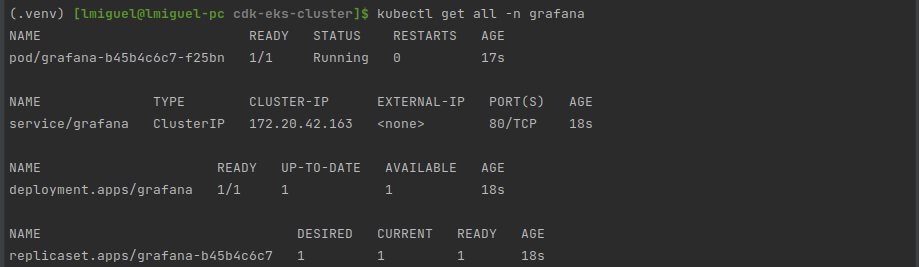 (.venv) [lmiguel@lmiguel-pc cdk-eks-cluster]$ kubectl get all -n grafana
NAME                          READY   STATUS    RESTARTS   AGE
pod/grafana-b45b4c6c7-f25bn   1/1     Running   0          17s

NAME              TYPE        CLUSTER-IP      EXTERNAL-IP   PORT(S)   AGE
service/grafana   ClusterIP   172.20.42.163   <none>        80/TCP    18s

NAME                      READY   UP-TO-DATE   AVAILABLE   AGE
deployment.apps/grafana   1/1     1            1           18s

NAME                                DESIRED   CURRENT   READY   AGE
replicaset.apps/grafana-b45b4c6c7   1         1         1       18s